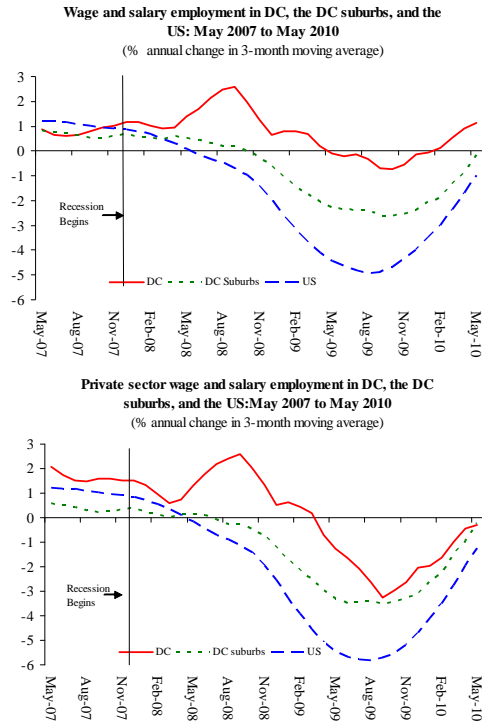 Wage and salary employment in DC, the DC suburbs, and the
US: May 2007 to May 2010
(% annual change in 3-month moving average)
4
3
2
1
0
-1
-2
-3
-4
-5
-6
Recession
Begins
DC DC Suburbs US
May-07 Aug-07 Nov-07 Feb-08 May-08 Aug-08 Nov-08 Feb-09 May-09 Aug-09 Nov-09 Feb-10 May-10
Private sector wage and salary employment in DC, the DC
suburbs, and the US:May 2007 to May 2010
(% annual change in 3-month moving average)
3
2
1
0
-1
-2
-3
-4
-5
-6
Recession
Begins
DC DC suburbs US
May-07 Aug-07 Nov-07 Feb-08 May-08 Aug-08 Nov-08 Feb-09 May-09 Aug-09 Nov-09 Feb-10 May-10